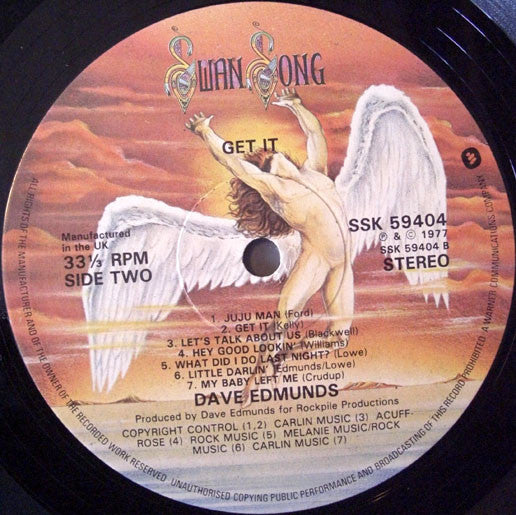 Swan Song
GET IT
Manufactured
in the UK
33⅓ RPM
SIDE TWO
SSK 59404
℗ & © 1977
SSK 59404 B
STEREO
1. JUJU MAN (Ford)
2. GET IT (Kelly)
3. LET'S TALK ABOUT US (Blackwell)
4. HEY GOOD LOOKIN' (Williams)
5. WHAT DID I DO LAST NIGHT? (Lowe)
6. LITTLE DARLIN' (Edmunds/Lowe)
7. MY BABY LEFT ME (Crudup)
DAVE EDMUNDS
Produced by Dave Edmunds for Rockpile Productions
COPYRIGHT CONTROL (1,2) CARLIN MUSIC (3) ACUFF-
ROSE (4) ROCK MUSIC (5) MELANIE MUSIC/ROCK
MUSIC (6) CARLIN MUSIC (7)
ALL RIGHTS OF THE MANUFACTURER AND OF THE OWNER OF THE RECORDED WORK RESERVED. UNAUTHORISED COPYING PUBLIC PERFORMANCE AND BROADCASTING OF THIS RECORD PROHIBITED. A WARNER COMMUNICATIONS COMPANY